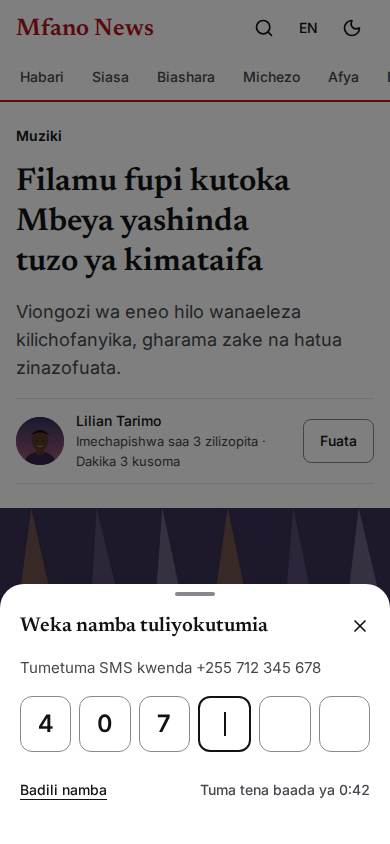 Mfano News
EN
Habari Siasa Biashara Michezo Afya
Muziki
Filamu fupi kutoka
Mbeya yashinda
tuzo ya kimataifa
Viongozi wa eneo hilo wanaeleza
kilichofanyika, gharama zake na hatua
zinazofuata.
Lilian Tarimo
Imechapishwa saa 3 zilizopita ·
Dakika 3 kusoma
Fuata
Weka namba tuliyokutumia
Tumetuma SMS kwenda +255 712 345 678
4 0 7
Badili namba
Tuma tena baada ya 0:42